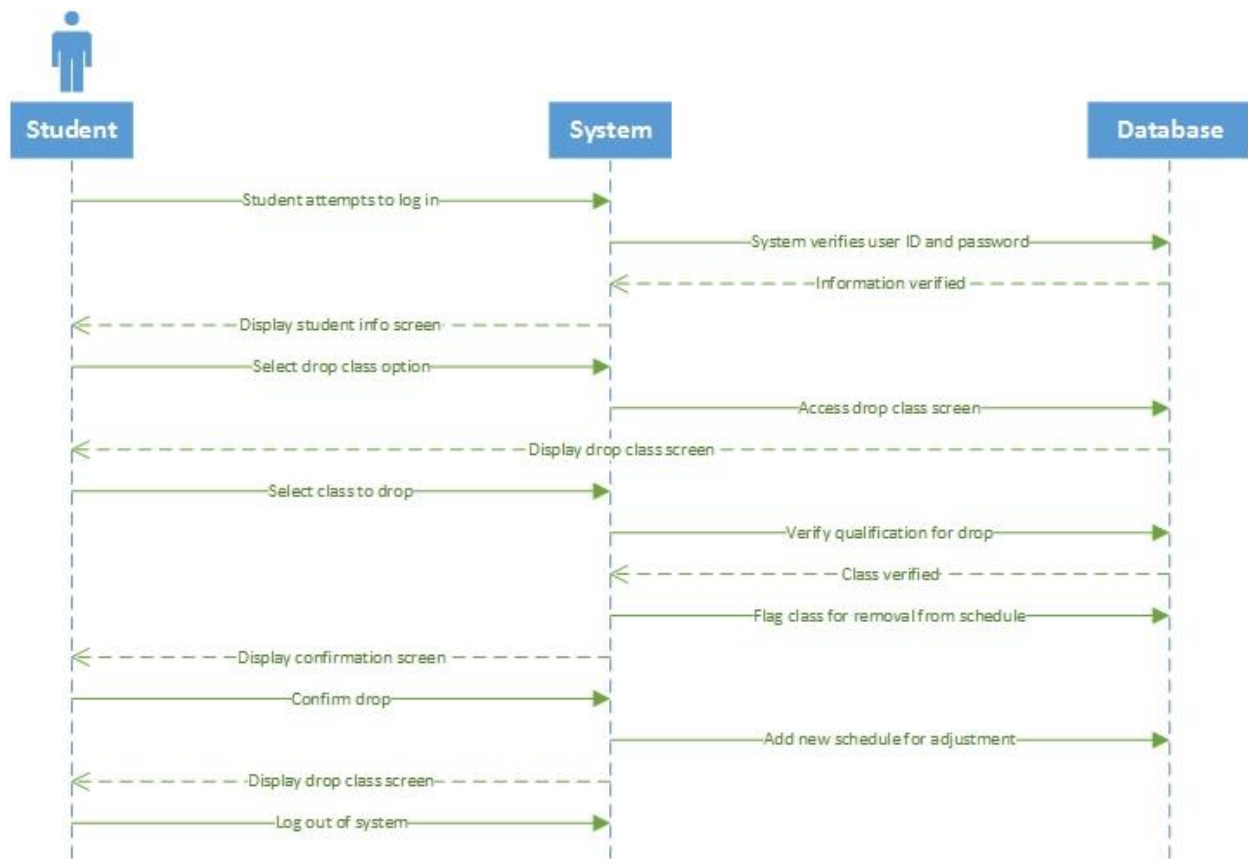 Student
System
Database
Student attempts to log in
System verifies user ID and password
Information verified
Display student info screen
Select drop class option
Access drop class screen
Display drop class screen
Select class to drop
Verify qualification for drop
Class verified
Flag class for removal from schedule
Display confirmation screen
Confirm drop
Add new schedule for adjustment
Display drop class screen
Log out of system